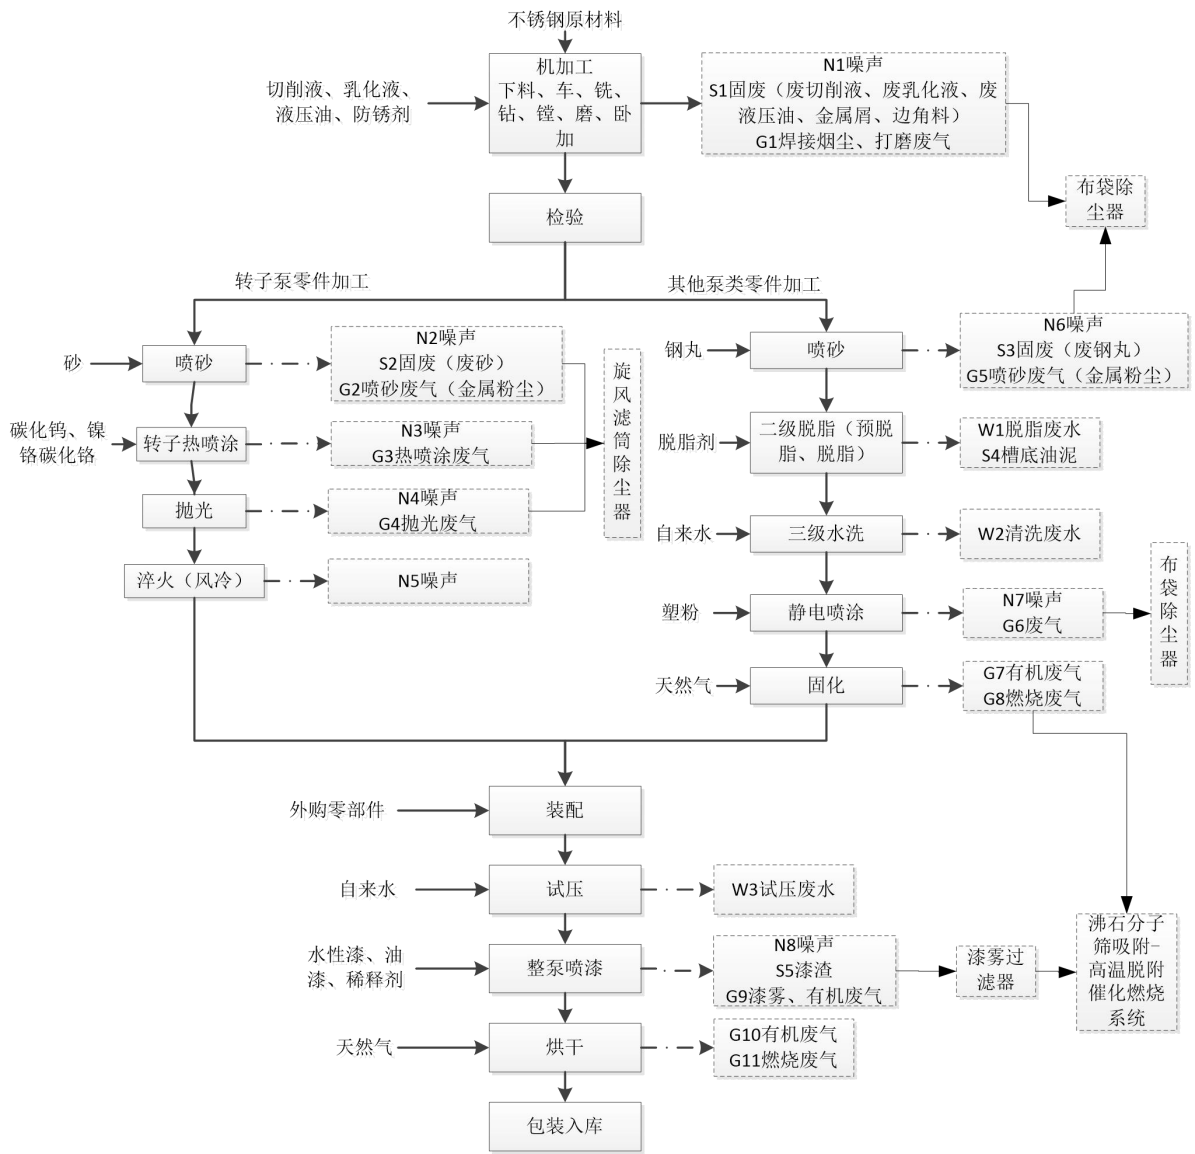 不锈钢原材料
机加工
下料、车、铣、
钻、镗、磨、卧
加
切削液、乳化液、
液压油、防锈剂
N1噪声
S1固废（废切削液、废乳化液、废
液压油、金属屑、边角料）
G1焊接烟尘、打磨废气
布袋除
尘器
检验
转子泵零件加工
其他泵类零件加工
砂
喷砂
N2噪声
S2固废（废砂）
G2喷砂废气（金属粉尘）
旋
风
滤
筒
除
尘
器
钢丸
喷砂
N6噪声
S3固废（废钢丸）
G5喷砂废气（金属粉尘）
碳化钨、镍
铬碳化铬
转子热喷涂
N3噪声
G3热喷涂废气
脱脂剂
二级脱脂（预脱
脂、脱脂）
W1脱脂废水
S4槽底油泥
抛光
N4噪声
G4抛光废气
自来水
三级水洗
W2清洗废水
淬火（风冷）
N5噪声
塑粉
静电喷涂
N7噪声
G6废气
布
袋
除
尘
器
天然气
固化
G7有机废气
G8燃烧废气
外购零部件
装配
自来水
试压
W3试压废水
水性漆、油
漆、稀释剂
整泵喷漆
N8噪声
S5漆渣
G9漆雾、有机废气
漆雾过
滤器
沸石分子
筛吸附-
高温脱附
催化燃烧
系统
天然气
烘干
G10有机废气
G11燃烧废气
包装入库